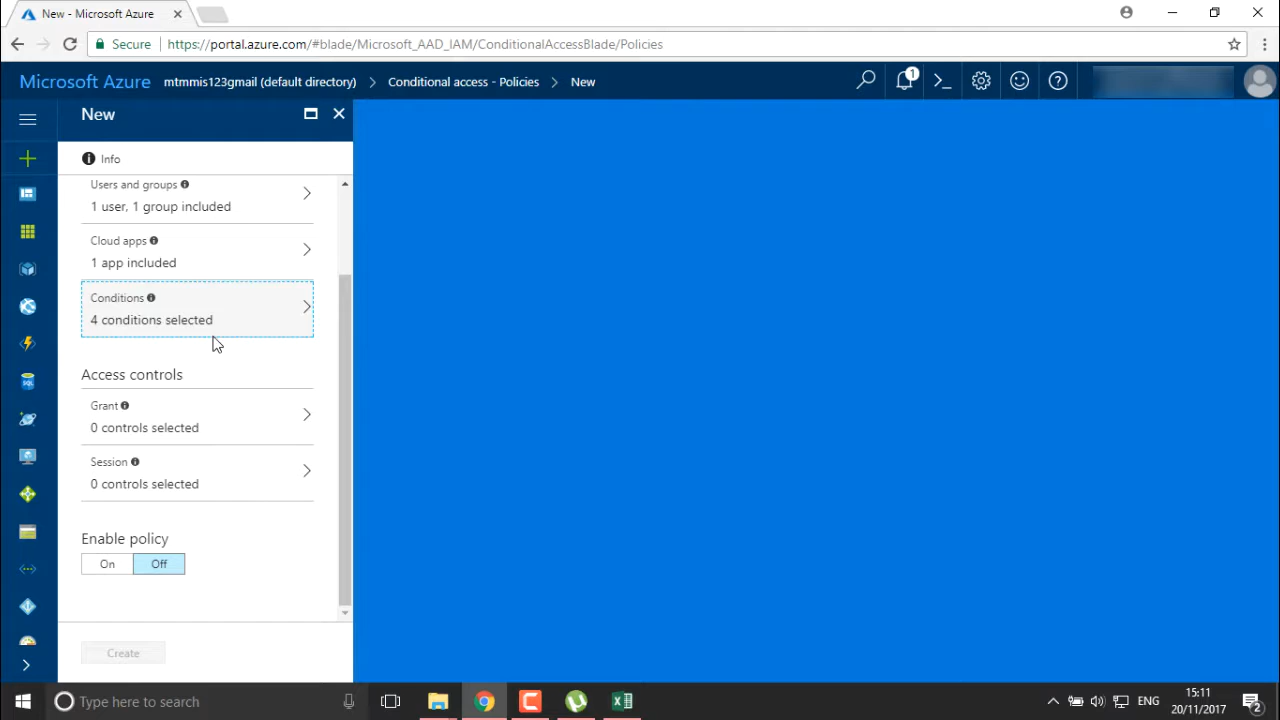 New - Microsoft Azure
Secure
https://portal.azure.com/#blade/Microsoft_AAD_IAM/ConditionalAccessBlade/Policies
Microsoft Azure
mtmmis123gmail (default directory)
Conditional access - Policies
New
1
New
Info
Users and groups
1 user, 1 group included
Cloud apps
1 app included
Conditions
4 conditions selected
Access controls
Grant
0 controls selected
Session
0 controls selected
Enable policy
On
Off
Create
SQL
Type here to search
ENG
15:11
20/11/2017
2